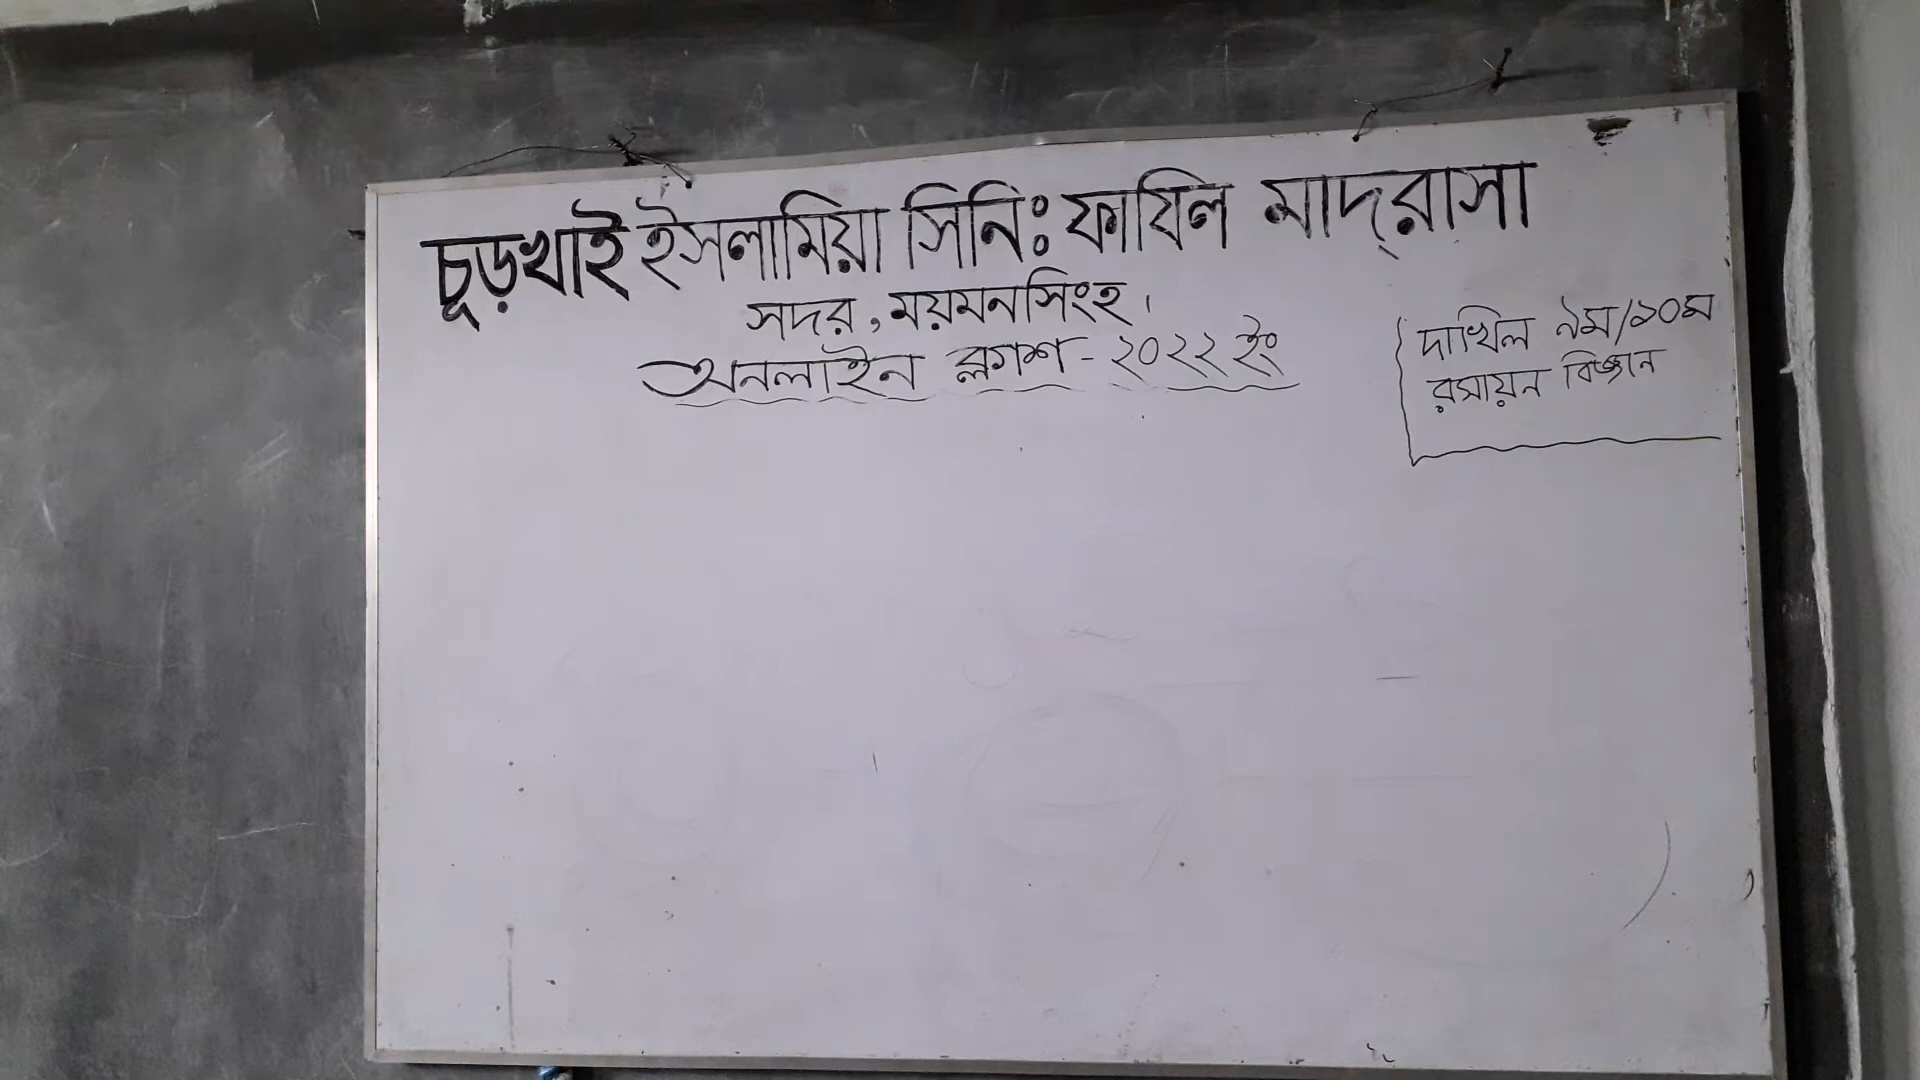 চূড়খাই ইসলামিয়া সিনিঃ ফাযিল মাদ্‌রাসা
সদর, ময়মনসিংহ।
অনলাইন ক্লাশ - ২০২২ ইং
দাখিল ৯ম/১০ম
রসায়ন বিজ্ঞান